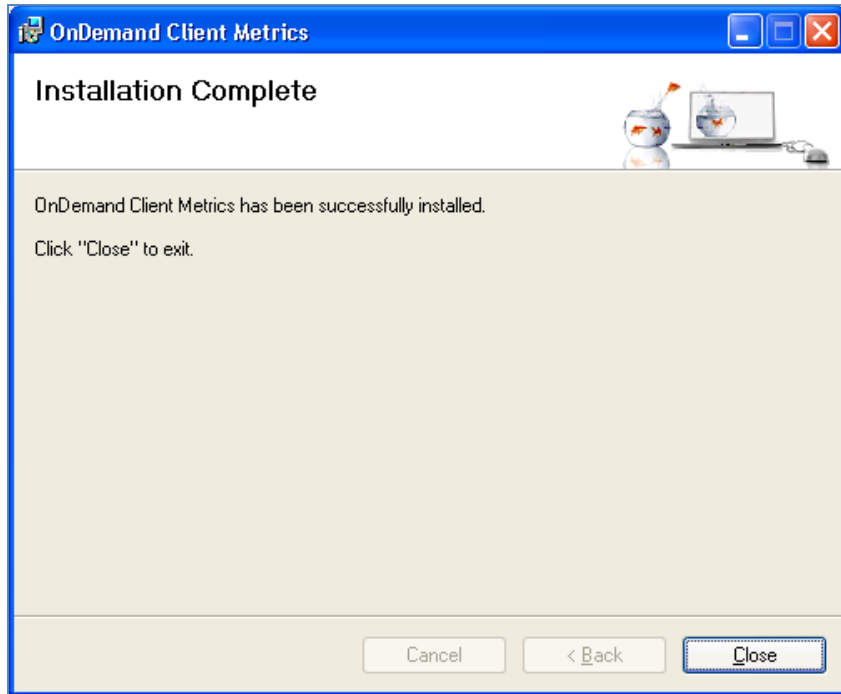 OnDemand Client Metrics
Installation Complete
OnDemand Client Metrics has been successfully installed.
Click "Close" to exit.
Cancel
< Back
Close